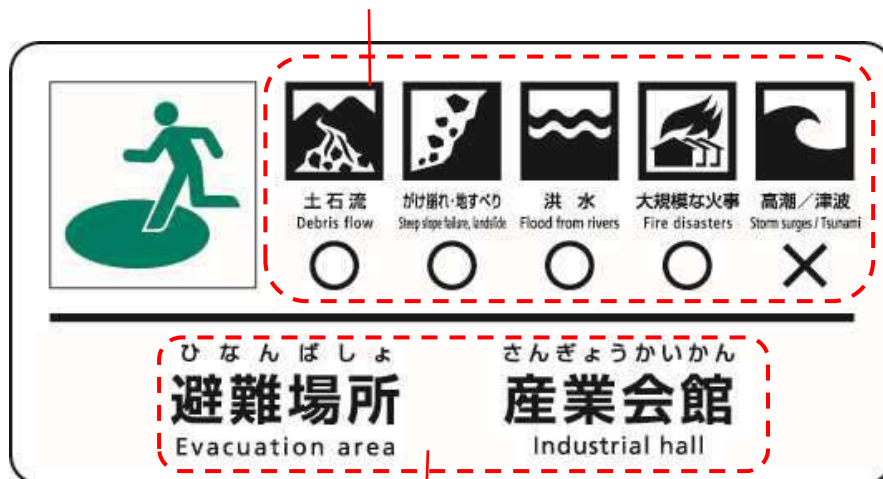 土石流
Debris flow
がけ崩れ・地すべり
Steep slope failure, landslide
洪水
Flood from rivers
大規模な火事
Fire disasters
高潮／津波
Storm surges / Tsunami
ひなんばしょ
避難場所
Evacuation area
さんぎょうかいかん
産業会館
Industrial hall